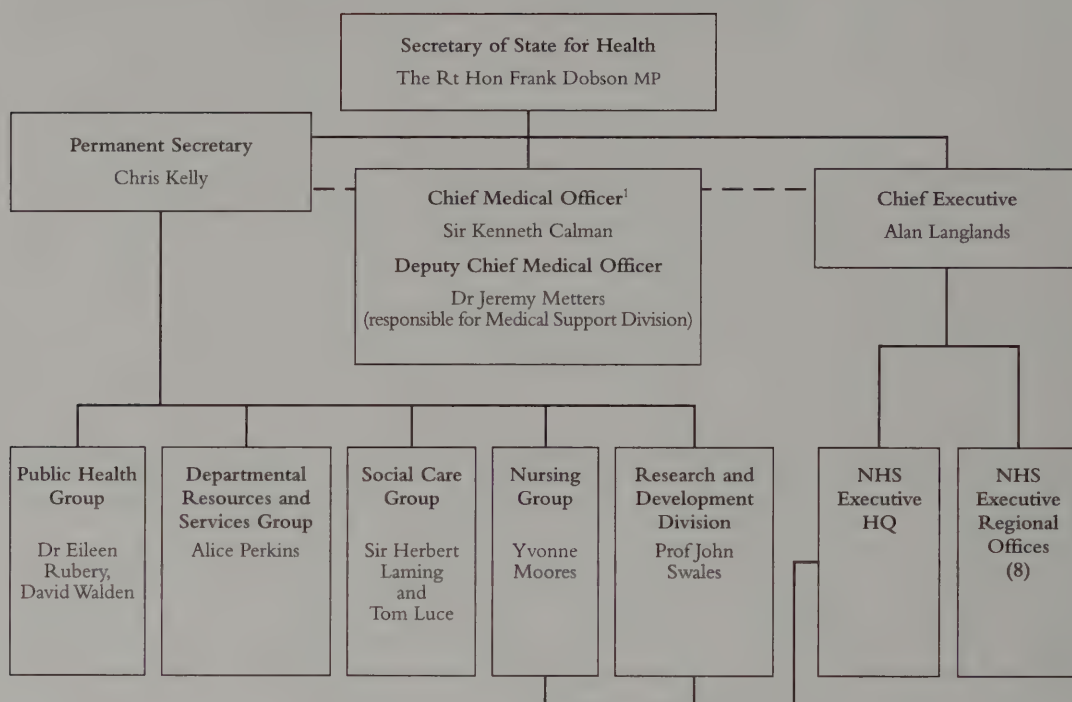 Secretary of State for Health
The Rt Hon Frank Dobson MP
Permanent Secretary
Chris Kelly
Chief Medical Officer¹
Sir Kenneth Calman
Deputy Chief Medical Officer
Dr Jeremy Metters
(responsible for Medical Support Division)
Chief Executive
Alan Langlands
Public Health
Group
Dr Eileen
Rubery,
David Walden
Departmental
Resources and
Services Group
Alice Perkins
Social Care
Group
Sir Herbert
Laming
and
Tom Luce
Nursing
Group
Yvonne
Moores
Research and
Development
Division
Prof John
Swales
NHS
Executive
HQ
NHS
Executive
Regional
Offices
(8)